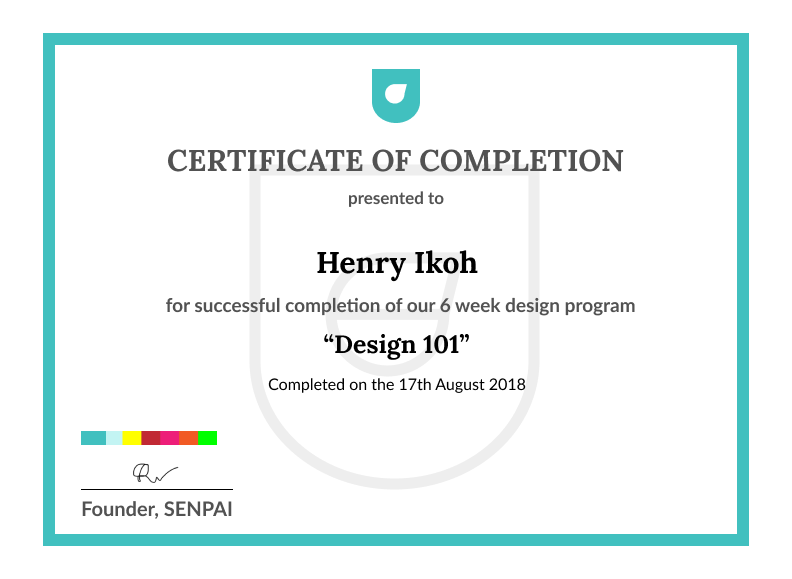 CERTIFICATE OF COMPLETION
presented to
Henry Ikoh
for successful completion of our 6 week design program
“Design 101”
Completed on the 17th August 2018
Founder, SENPAI